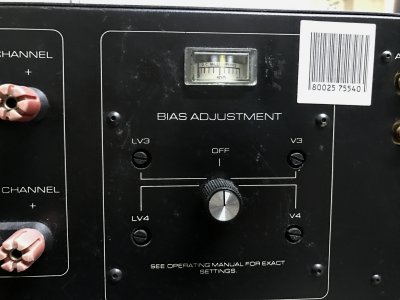 CHANNEL
+
80025 75540
A
BIAS ADJUSTMENT
LV3
OFF
V3
CHANNEL
+
LV4
V4
SEE OPERATING MANUAL FOR EXACT
SETTINGS.